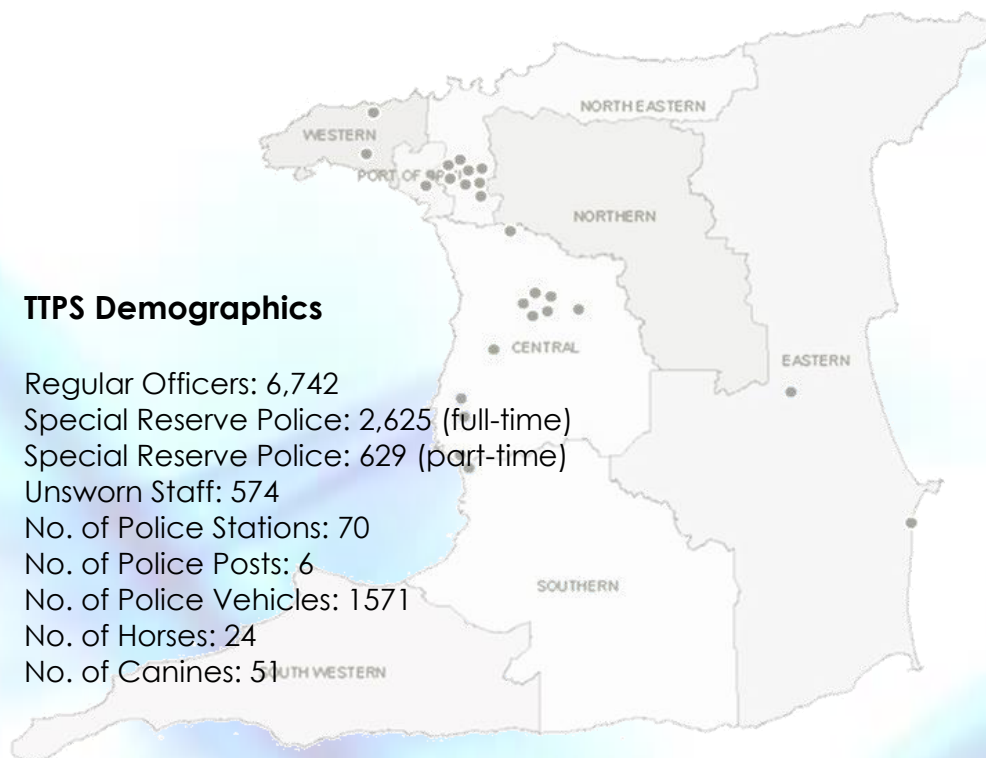 NORTH EASTERN
WESTERN
PORT OF SPAIN
NORTHERN
TTPS Demographics
CENTRAL
EASTERN
Regular Officers: 6,742
Special Reserve Police: 2,625 (full-time)
Special Reserve Police: 629 (part-time)
Unsworn Staff: 574
No. of Police Stations: 70
No. of Police Posts: 6
SOUTHERN
No. of Police Vehicles: 1571
No. of Horses: 24
No. of Canines: 51
SOUTH WESTERN